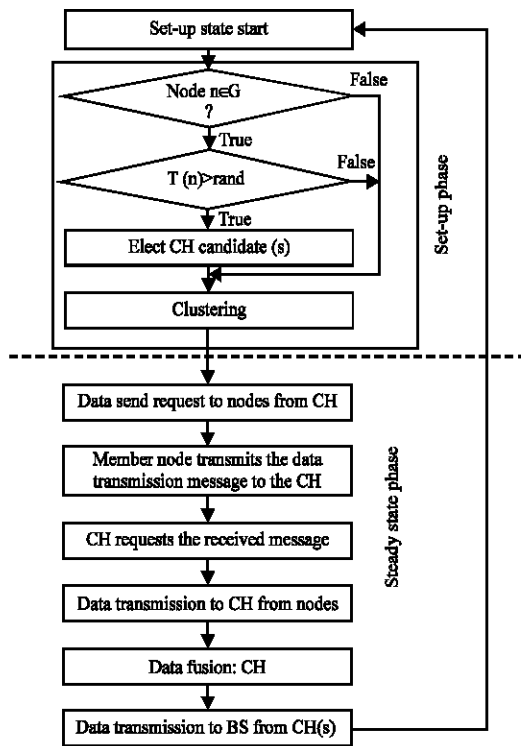 Set-up state start
Node n∈G
?
False
True
T (n)>rand
False
True
Elect CH candidate (s)
Clustering
Set-up phase
Data send request to nodes from CH
Member node transmits the data
transmission message to the CH
CH requests the received message
Data transmission to CH from nodes
Data fusion: CH
Data transmission to BS from CH(s)
Steady state phase